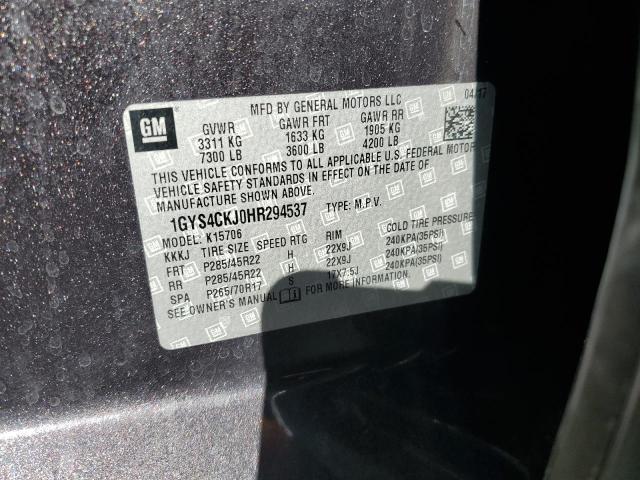 GM
MFD BY GENERAL MOTORS LLC 04/17
GVWR GAWR FRT GAWR RR
3311 KG 1633 KG 1905 KG
7300 LB 3600 LB 4200 LB
THIS VEHICLE CONFORMS TO ALL APPLICABLE U.S. FEDERAL MOTOR
VEHICLE SAFETY STANDARDS IN EFFECT ON THE DATE OF
MANUFACTURE SHOWN ABOVE.
1GYS4CKJ0HR294537 TYPE: M.P.V.
MODEL: K15706
KKKJ TIRE SIZE SPEED RTG RIM COLD TIRE PRESSURE
FRT P285/45R22 H 22X9J 240KPA(35PSI)
RR P285/45R22 H 22X9J 240KPA(35PSI)
SPA P265/70R17 S 17X7.5J 240KPA(35PSI)
SEE OWNER'S MANUAL FOR MORE INFORMATION.